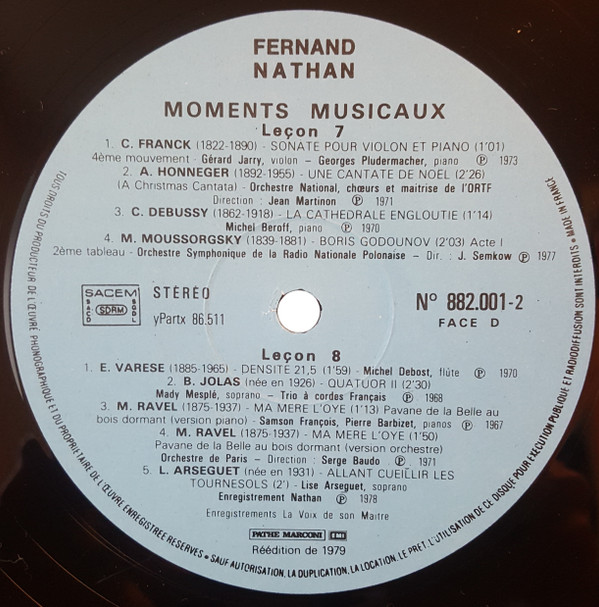 FERNAND
NATHAN
MOMENTS MUSICAUX
Leçon 7
1. C. FRANCK (1822-1890) - SONATE POUR VIOLON ET PIANO (1'01)
4ème mouvement - Gérard Jarry, violon - Georges Pludermacher, piano Ⓟ 1973
2. A. HONNEGER (1892-1955) - UNE CANTATE DE NOËL (2'26)
(A Christmas Cantata) - Orchestre National, chœurs et maitrise de l'ORTF
Direction : Jean Martinon Ⓟ 1971
3. C. DEBUSSY (1862-1918) - LA CATHEDRALE ENGLOUTIE (1'14)
Michel Beroff, piano Ⓟ 1970
4. M. MOUSSORGSKY (1839-1881) - BORIS GODOUNOV (2'03) Acte I
2ème tableau - Orchestre Symphonique de la Radio Nationale Polonaise - Dir. : J. Semkow Ⓟ 1977
SACEM
SACD
SDRM
SGDL
STÉRÉO
yPartx 86.511
N° 882.001-2
FACE D
Leçon 8
1. E. VARESE (1885-1965) - DENSITE 21,5 (1'59) - Michel Debost, flûte Ⓟ 1970
2. B. JOLAS (née en 1926) - QUATUOR II (2'30)
Mady Mesplé, soprano - Trio à cordes Français Ⓟ 1968
3. M. RAVEL (1875-1937) - MA MERE L'OYE (1'13) Pavane de la Belle au
bois dormant (version piano) - Samson François, Pierre Barbizet, pianos Ⓟ 1967
4. M. RAVEL (1875-1937) - MA MERE L'OYE (1'50)
Pavane de la Belle au bois dormant (version orchestre)
Orchestre de Paris - Direction : Serge Baudo Ⓟ 1971
5. L. ARSEGUET (née en 1931) - ALLANT CUEILLIR LES
TOURNESOLS (2') - Lise Arseguet, soprano
Enregistrement Nathan Ⓟ 1978
Enregistrements La Voix de son Maitre
PATHE MARCONI EMI
Réédition de 1979
TOUS DROITS DU PRODUCTEUR DE L'ŒUVRE PHONOGRAPHIQUE ET DU PROPRIETAIRE DE L'ŒUVRE ENREGISTREE RESERVES • SAUF AUTORISATION, LA DUPLICATION, LA LOCATION, LE PRET, L'UTILISATION DE CE DISQUE POUR EXECUTION PUBLIQUE ET RADIODIFFUSION SONT INTERDITS • MADE IN FRANCE